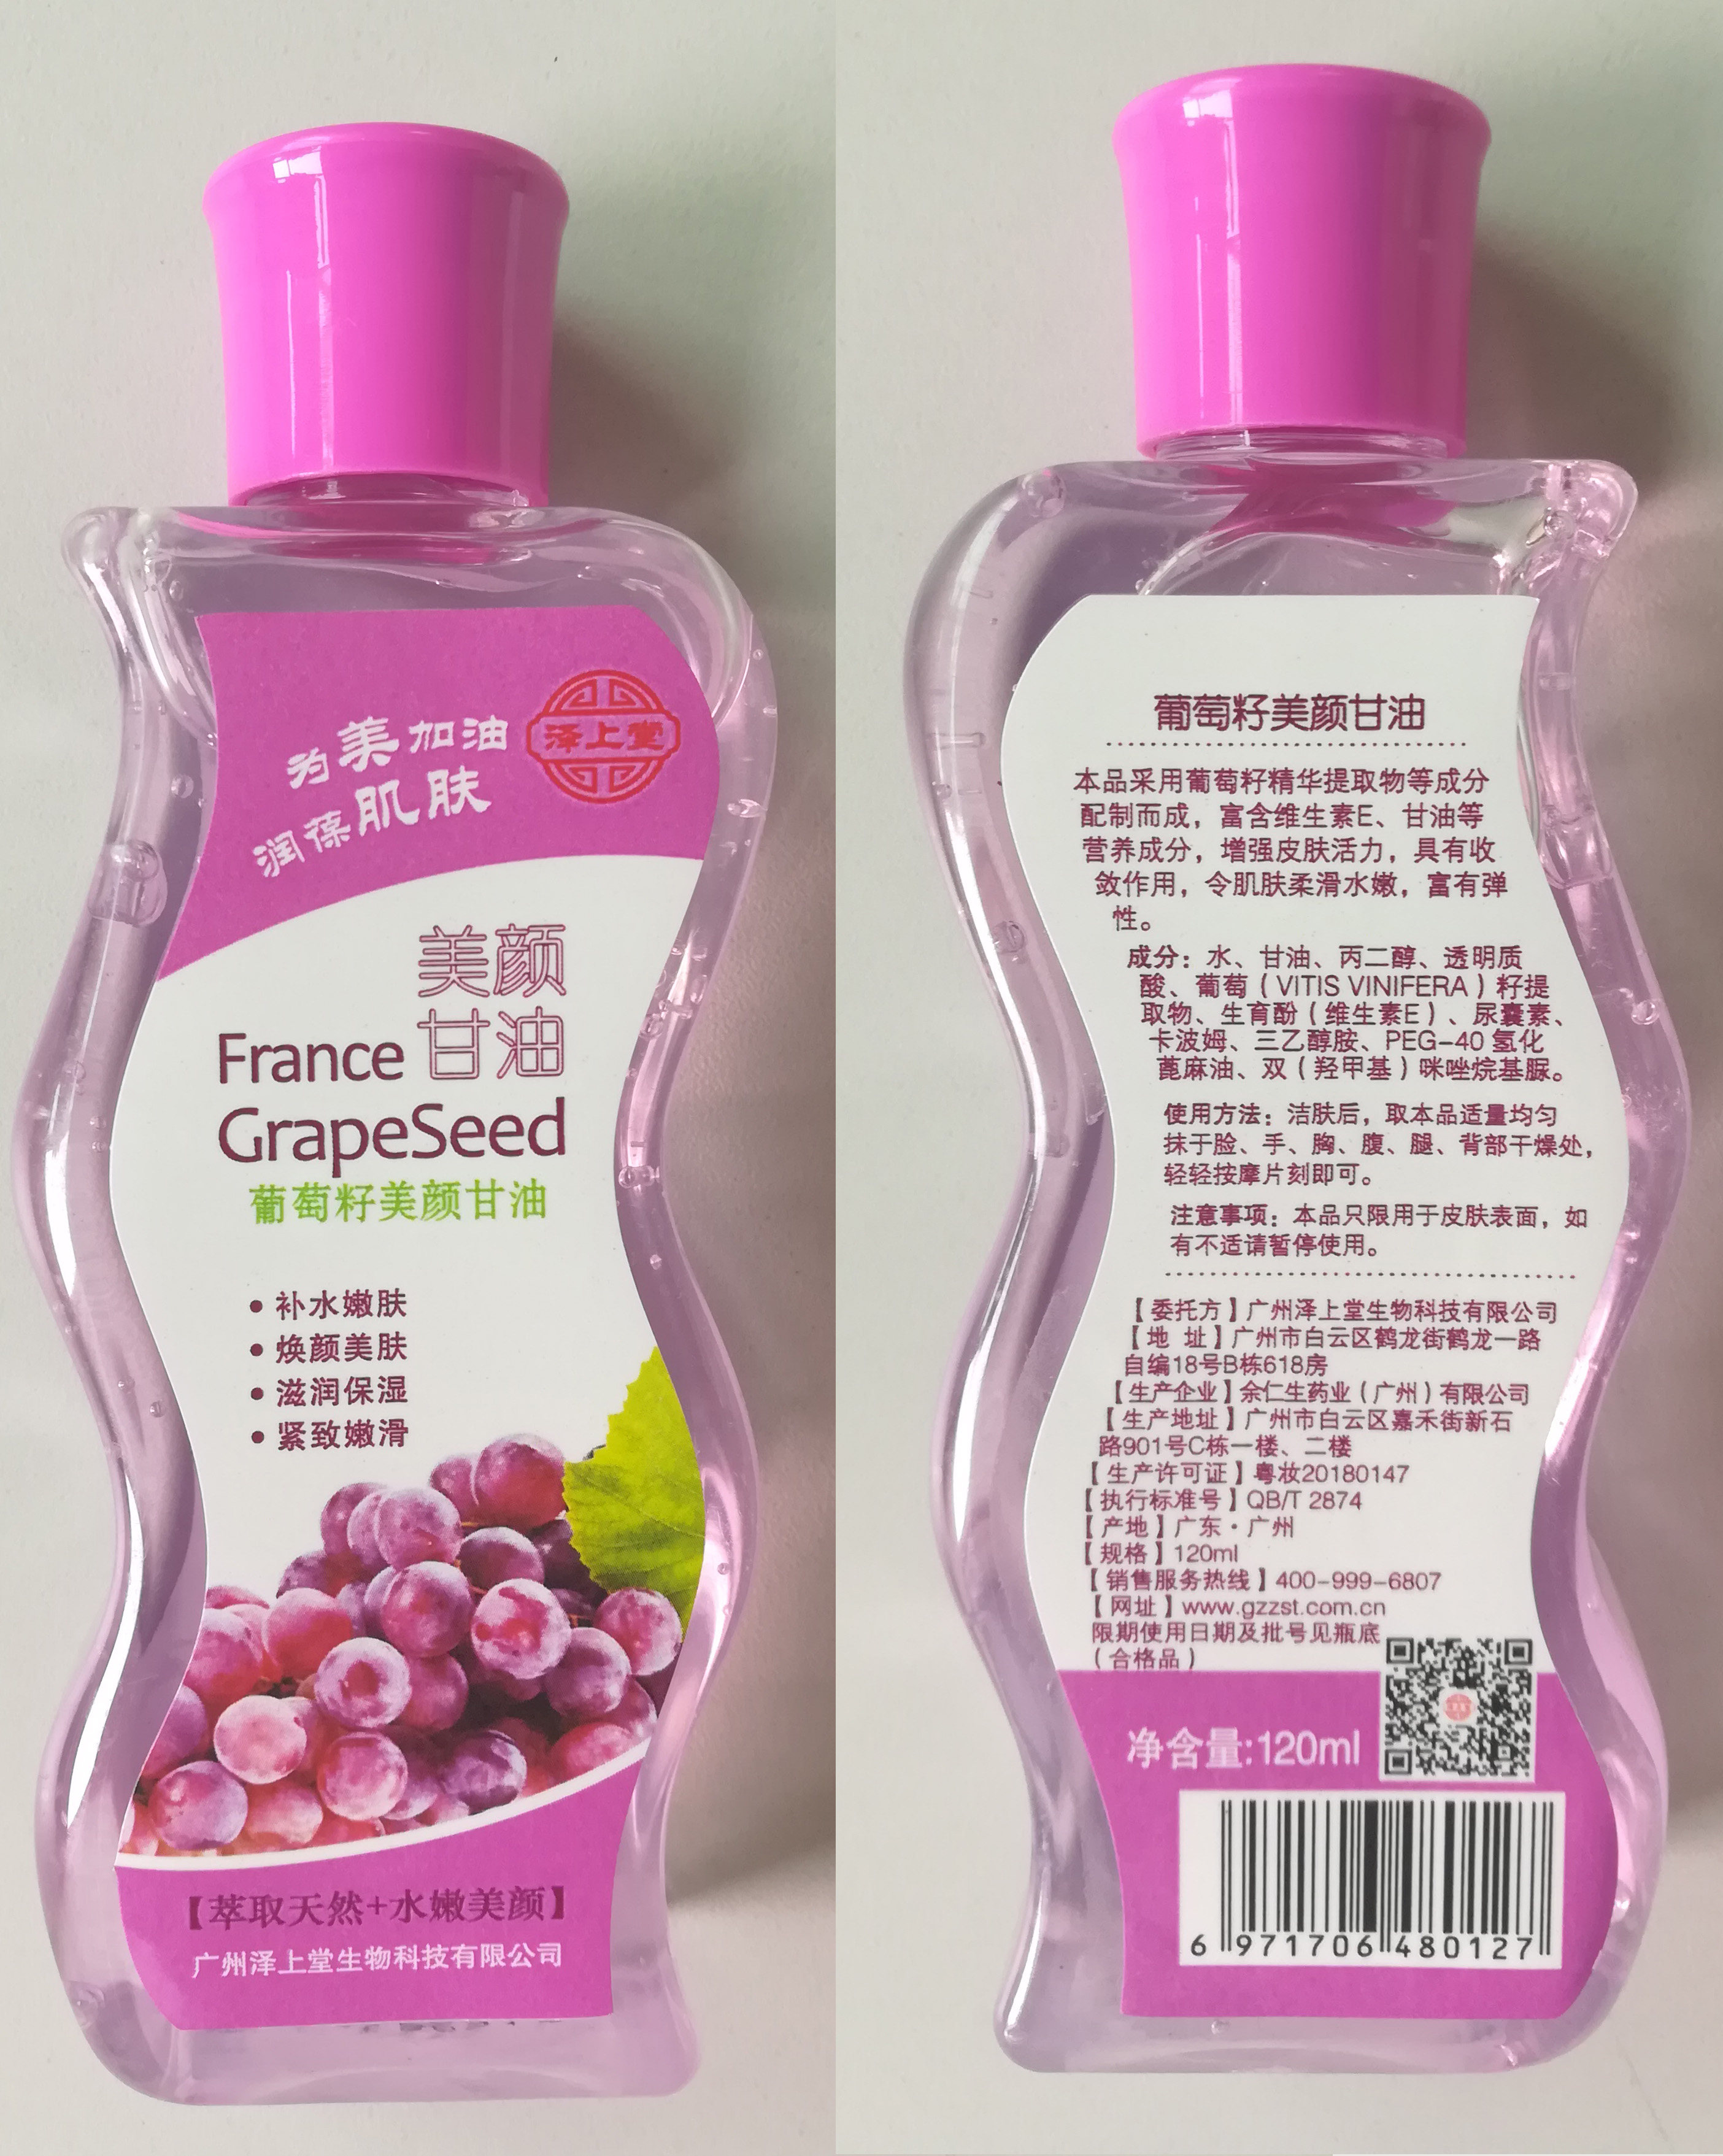 为美加油
润葆肌肤
泽上堂
美颜
甘油
France
GrapeSeed
葡萄籽美颜甘油
• 补水嫩肤
• 焕颜美肤
• 滋润保湿
• 紧致嫩滑
【萃取天然+水嫩美颜】
广州泽上堂生物科技有限公司
葡萄籽美颜甘油
本品采用葡萄籽精华提取物等成分
配制而成，富含维生素E、甘油等
营养成分，增强皮肤活力，具有收
敛作用，令肌肤柔滑水嫩，富有弹
性。
成分：水、甘油、丙二醇、透明质
酸、葡萄（VITIS VINIFERA）籽提
取物、生育酚（维生素E）、尿囊素、
卡波姆、三乙醇胺、PEG-40 氢化
蓖麻油、双（羟甲基）咪唑烷基脲。
使用方法：洁肤后，取本品适量均匀
抹于脸、手、胸、腹、腿、背部干燥处，
轻轻按摩片刻即可。
注意事项：本品只限用于皮肤表面，如
有不适请暂停使用。
【委托方】广州泽上堂生物科技有限公司
【地 址】广州市白云区鹤龙街鹤龙一路
自编18号B栋618房
【生产企业】余仁生药业（广州）有限公司
【生产地址】广州市白云区嘉禾街新石
路901号C栋一楼、二楼
【生产许可证】粤妆20180147
【执行标准号】QB/T 2874
【产地】广东·广州
【规格】120ml
【销售服务热线】400-999-6807
【网址】www.gzzst.com.cn
限期使用日期及批号见瓶底
（合格品）
净含量:120ml
6 971706 480127